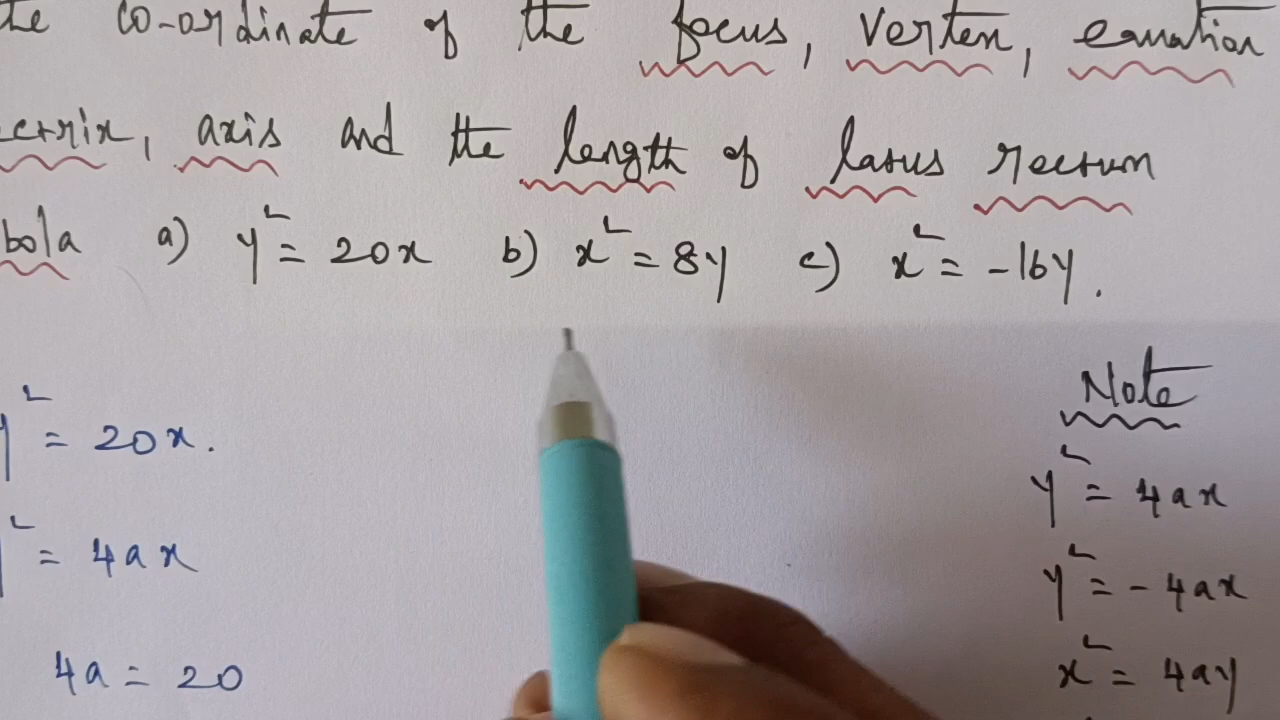 the co-ordinate of the focus, vertex, equation
ectrix, axis and the length of latus rectum
bola a) y² = 20x b) x² = 8y c) x² = -16y.
Note
y² = 20x.
y² = 4ax
y² = 4ax
y² = - 4ax
4a = 20
x² = 4ay